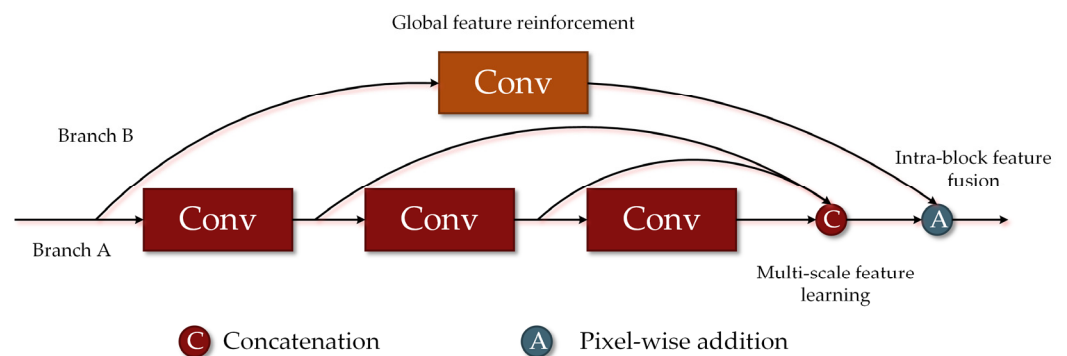 Global feature reinforcement
Conv
Branch B
Intra-block feature
fusion
Conv
Conv
Conv
C
A
Branch A
Multi-scale feature
learning
C Concatenation
A Pixel-wise addition